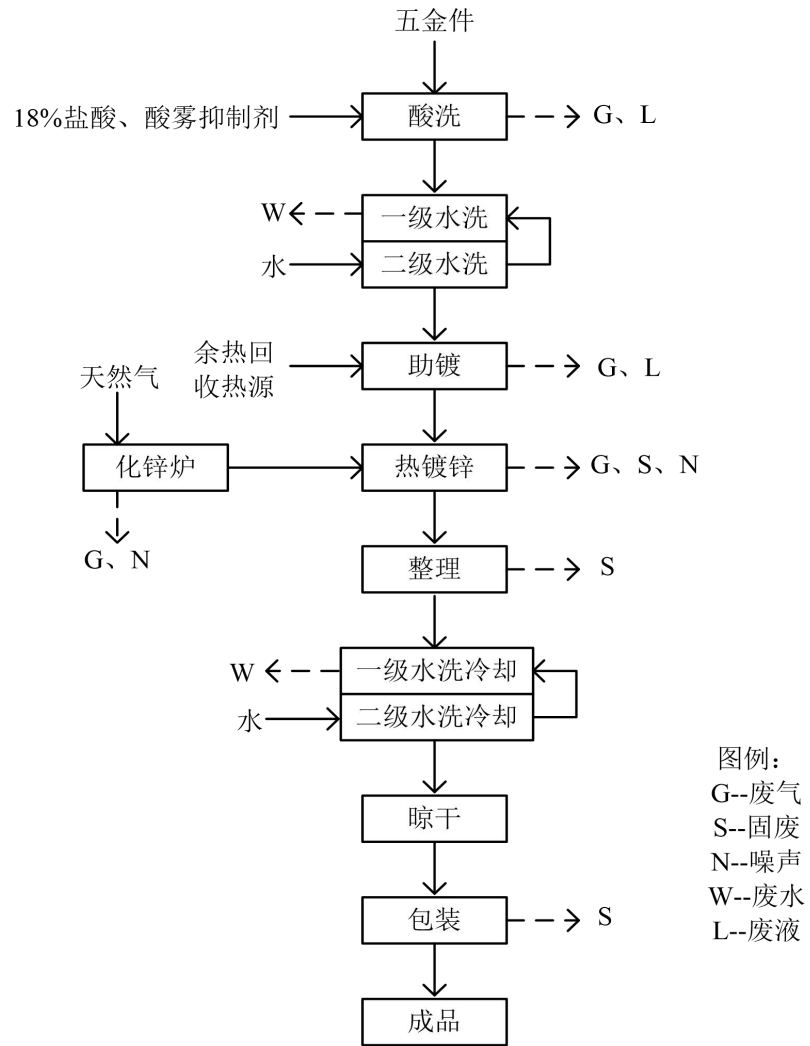 五金件
18%盐酸、酸雾抑制剂
酸洗
G、L
W
一级水洗
水
二级水洗
余热回
收热源
助镀
G、L
天然气
化锌炉
热镀锌
G、S、N
G、N
整理
S
W
一级水洗冷却
水
二级水洗冷却
图例：
G--废气
晾干
S--固废
N--噪声
W--废水
包装
S
L--废液
成品